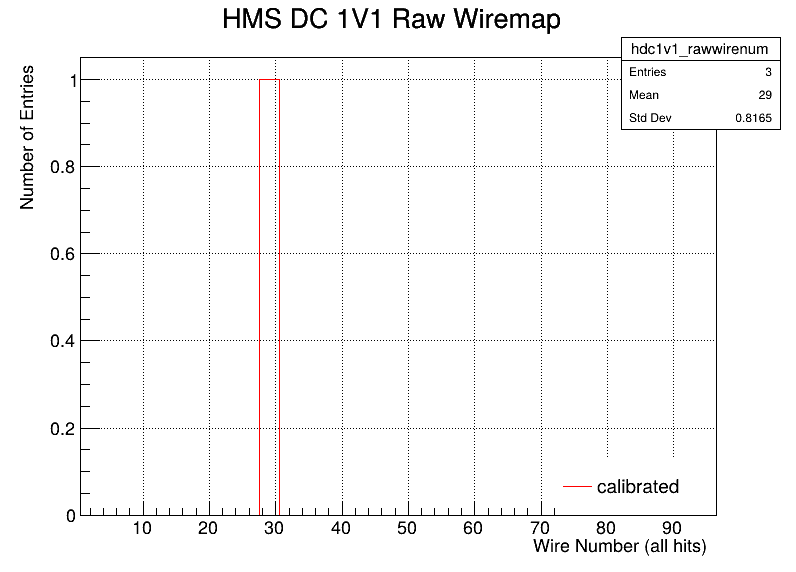 HMS DC 1V1 Raw Wiremap
hdc1v1_rawwirenum
Entries 3
Mean 29
Std Dev 0.8165
Number of Entries
1
0.8
0.6
0.4
0.2
0
calibrated
10 20 30 40 50 60 70 80 90
Wire Number (all hits)